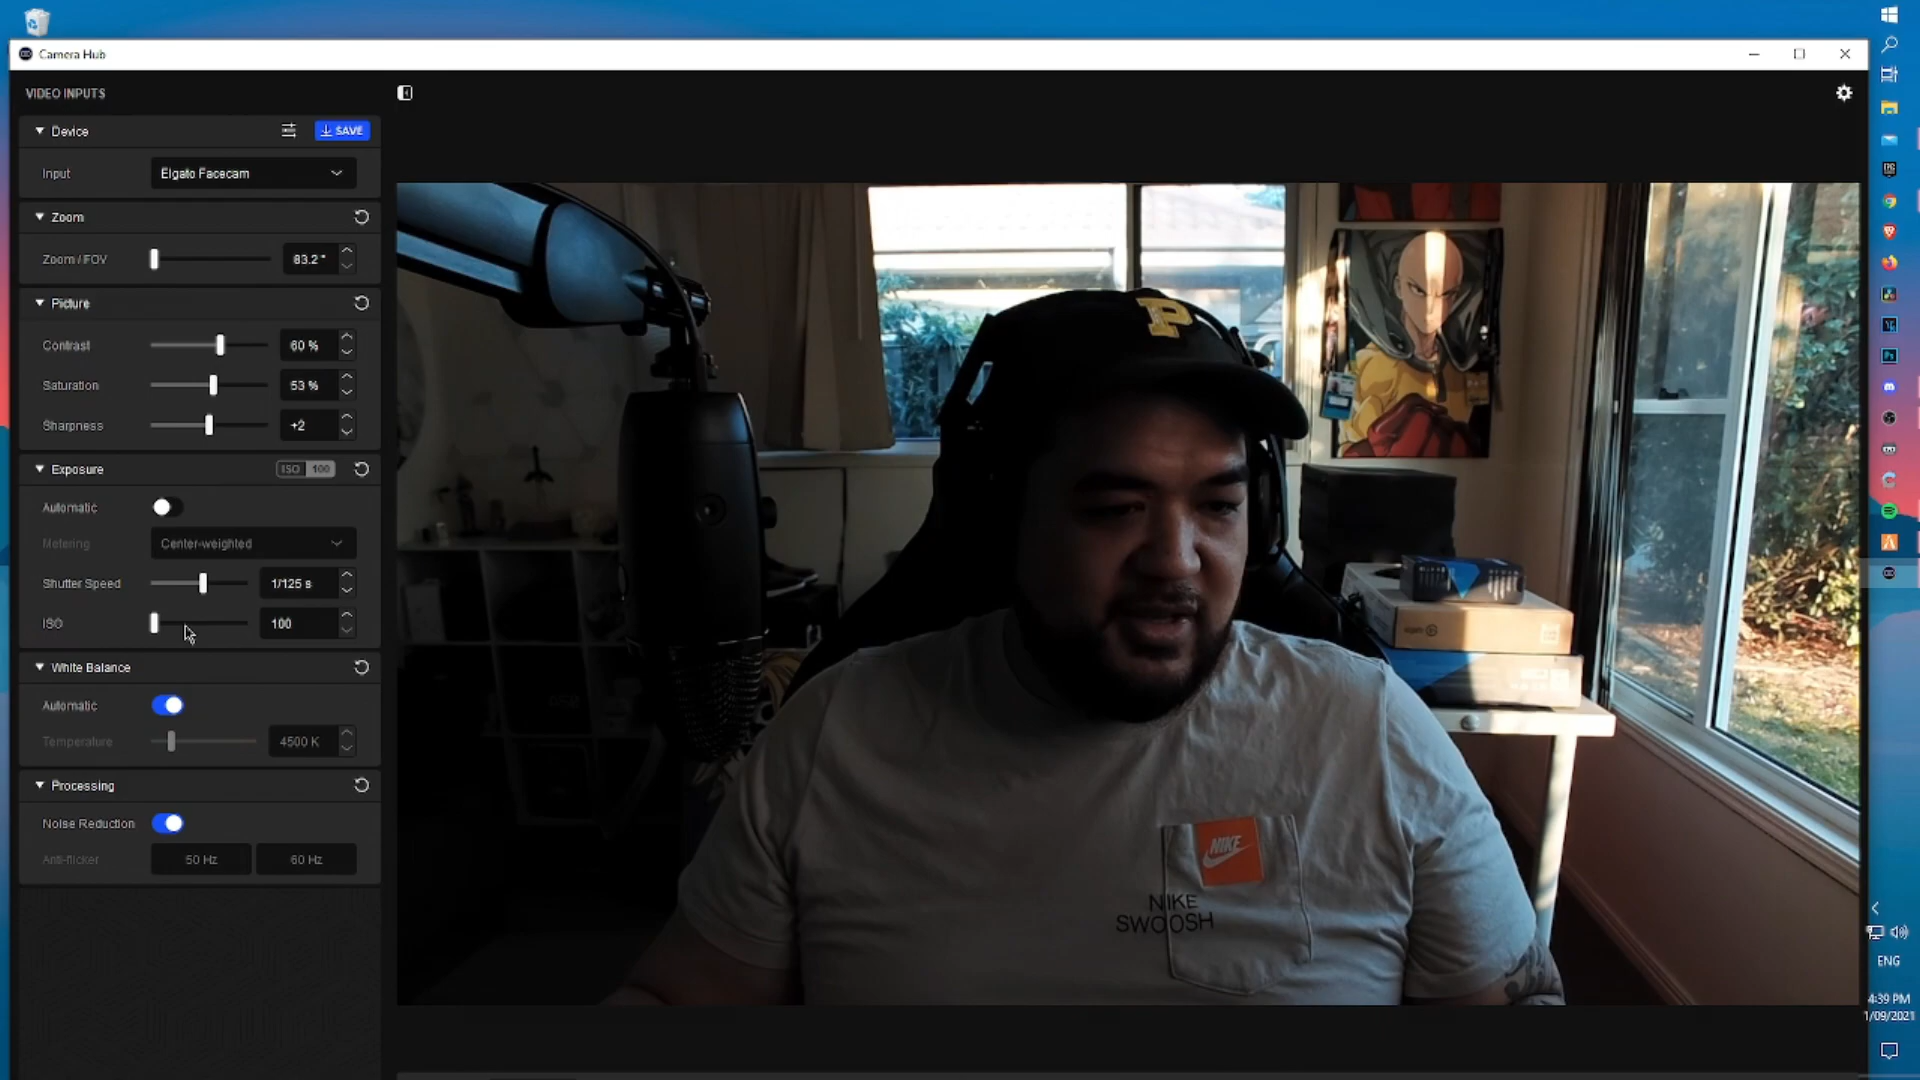 Camera Hub
VIDEO INPUTS
Device
SAVE
Input
Elgato Facecam
Zoom
Zoom / FOV
83.2 °
Picture
Contrast
60 %
Saturation
53 %
Sharpness
+2
Exposure
ISO 100
Automatic
Metering
Center-weighted
Shutter Speed
1/125 s
ISO
100
White Balance
Automatic
Temperature
4500 K
Processing
Noise Reduction
Anti-flicker
50 Hz
60 Hz
P
NIKE
NIKE
SWOOSH
Ps
ENG
4:39 PM
1/09/2021